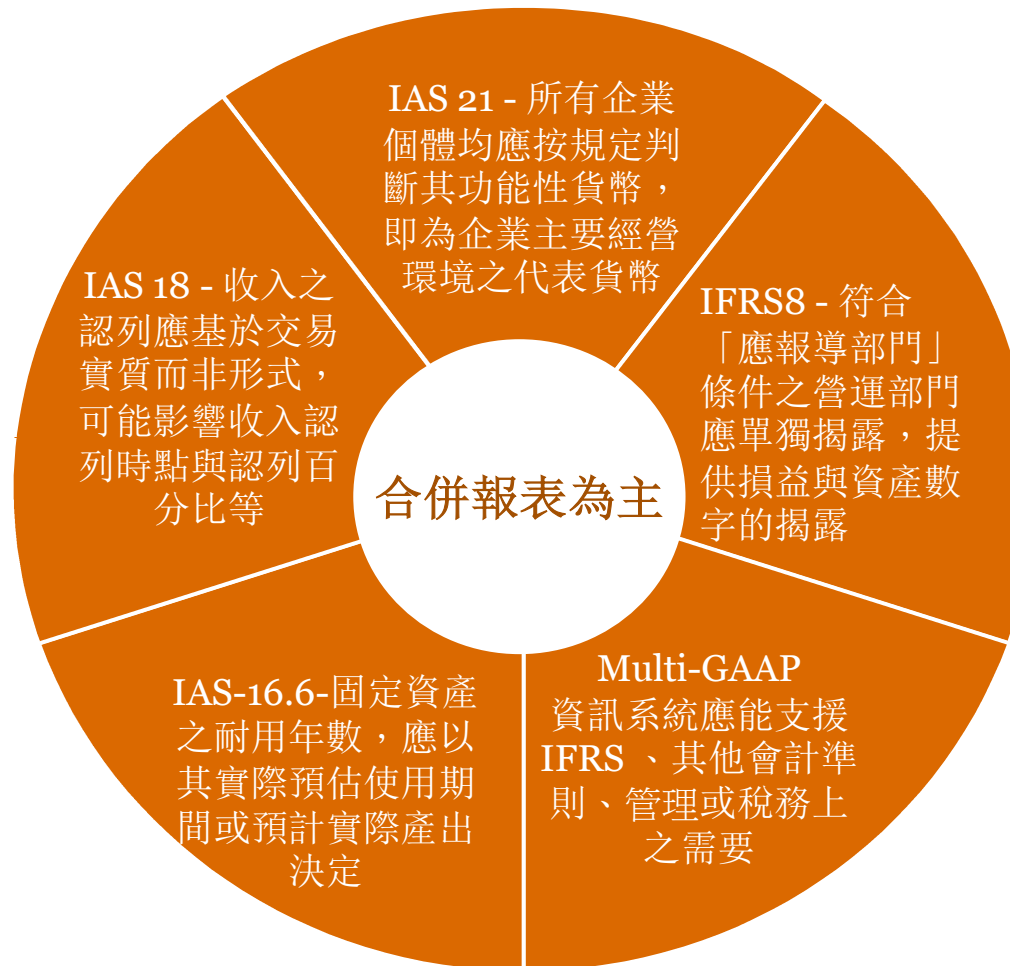 IAS 21 - 所有企業
個體均應按規定判
斷其功能性貨幣，
即為企業主要經營
環境之代表貨幣
IFRS8 - 符合
「應報導部門」
條件之營運部門
應單獨揭露，提
供損益與資產數
字的揭露
Multi-GAAP
資訊系統應能支援
IFRS 、其他會計準
則、管理或稅務上
之需要
IAS-16.6-固定資產
之耐用年數，應以
其實際預估使用期
間或預計實際產出
決定
IAS 18 - 收入之
認列應基於交易
實質而非形式，
可能影響收入認
列時點與認列百
分比等
合併報表為主